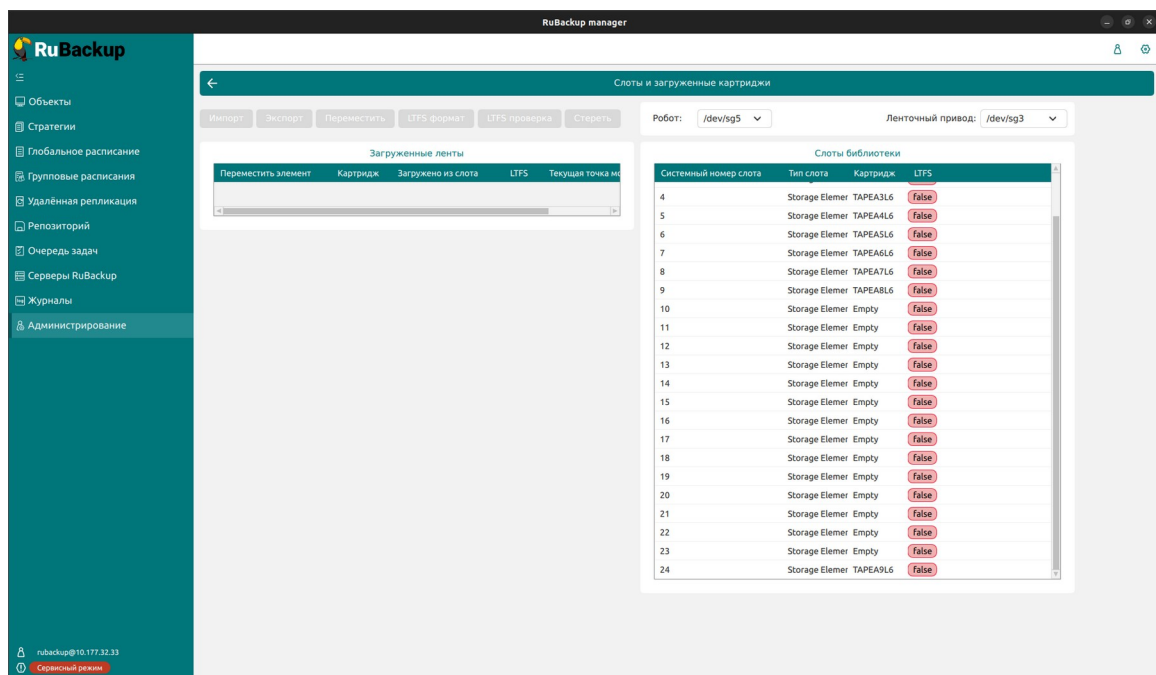 RuBackup manager
RuBackup
Объекты
Стратегии
Глобальное расписание
Групповые расписания
Удалённая репликация
Репозиторий
Очередь задач
Серверы RuBackup
Журналы
Администрирование
rubackup@10.177.32.33
Сервисный режим
Слоты и загруженные картриджи
Импорт Экспорт Переместить LTFS формат LTFS проверка Стереть
Робот: /dev/sg5 Ленточный привод: /dev/sg3
Загруженные ленты
Переместить элемент Картридж Загружено из слота LTFS Текущая точка мо
Слоты библиотеки
Системный номер слота Тип слота Картридж LTFS
4 Storage Elemer TAPEA3L6 false
5 Storage Elemer TAPEA4L6 false
6 Storage Elemer TAPEA5L6 false
7 Storage Elemer TAPEA6L6 false
8 Storage Elemer TAPEA7L6 false
9 Storage Elemer TAPEA8L6 false
10 Storage Elemer Empty false
11 Storage Elemer Empty false
12 Storage Elemer Empty false
13 Storage Elemer Empty false
14 Storage Elemer Empty false
15 Storage Elemer Empty false
16 Storage Elemer Empty false
17 Storage Elemer Empty false
18 Storage Elemer Empty false
19 Storage Elemer Empty false
20 Storage Elemer Empty false
21 Storage Elemer Empty false
22 Storage Elemer Empty false
23 Storage Elemer Empty false
24 Storage Elemer TAPEA9L6 false